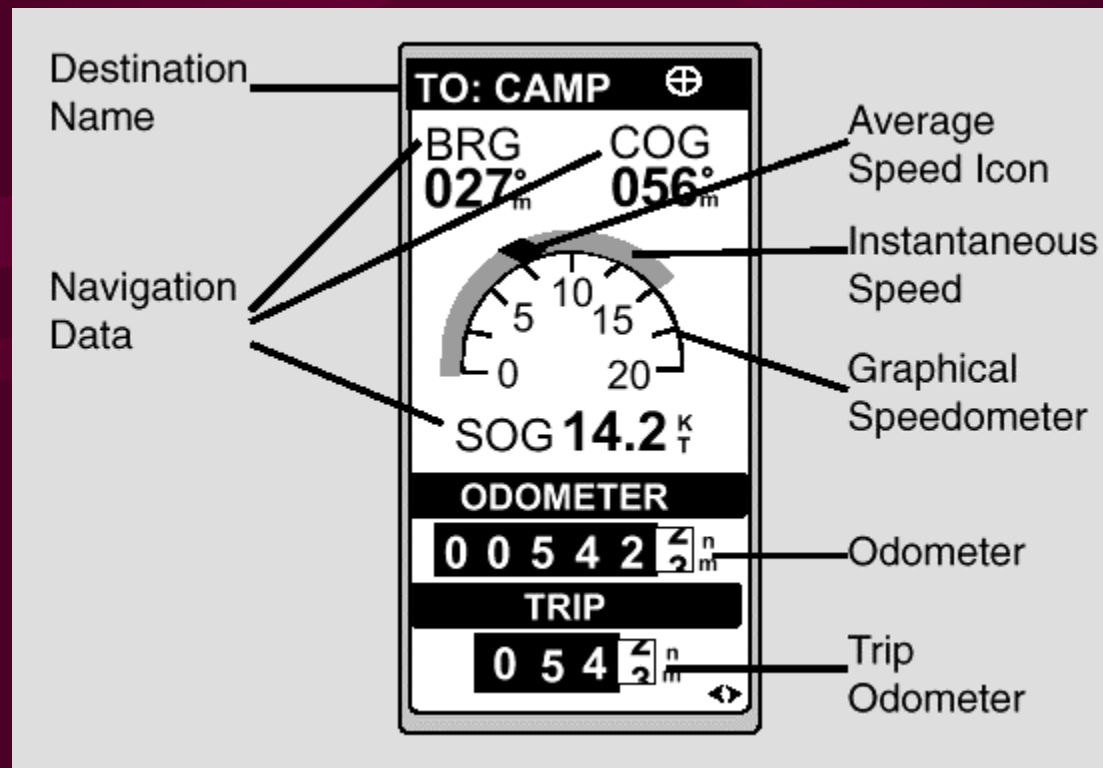 Destination
Name
TO: CAMP
BRG
027°m
COG
056°m
Average
Speed Icon
Instantaneous
Speed
Navigation
Data
0
5
10
15
20
Graphical
Speedometer
SOG 14.2 KT
ODOMETER
0 0 5 4 2 nm
Odometer
TRIP
0 5 4 nm
Trip
Odometer